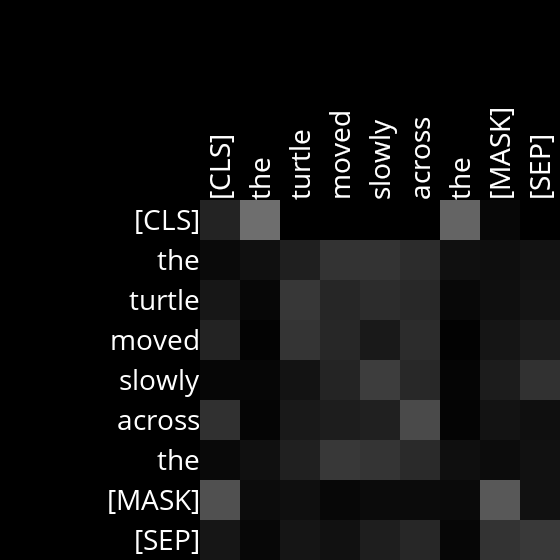 [CLS] the turtle moved slowly across the [MASK] [SEP]
[CLS]
the
turtle
moved
slowly
across
the
[MASK]
[SEP]